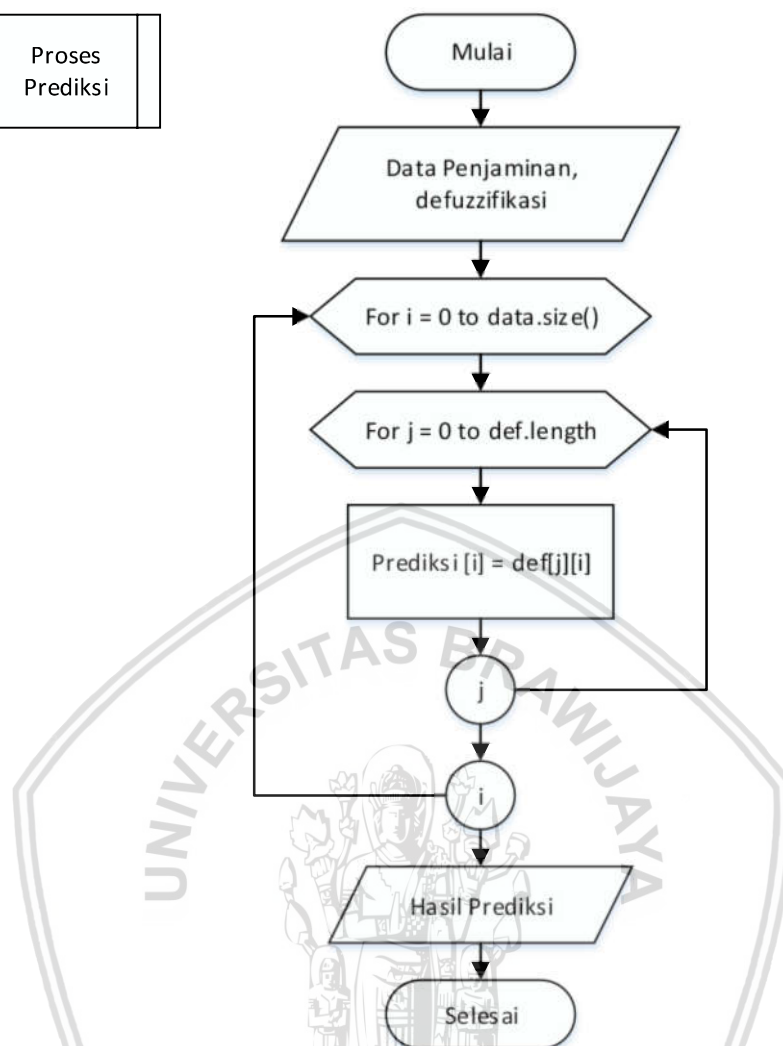 Proses
Prediksi
Mulai
Data Penjaminan,
defuzzifikasi
For i = 0 to data.size()
For j = 0 to def.length
Prediksi [i] = def[j][i]
j
i
Hasil Prediksi
Selesai
UNIVERSITAS BRAWIJAYA